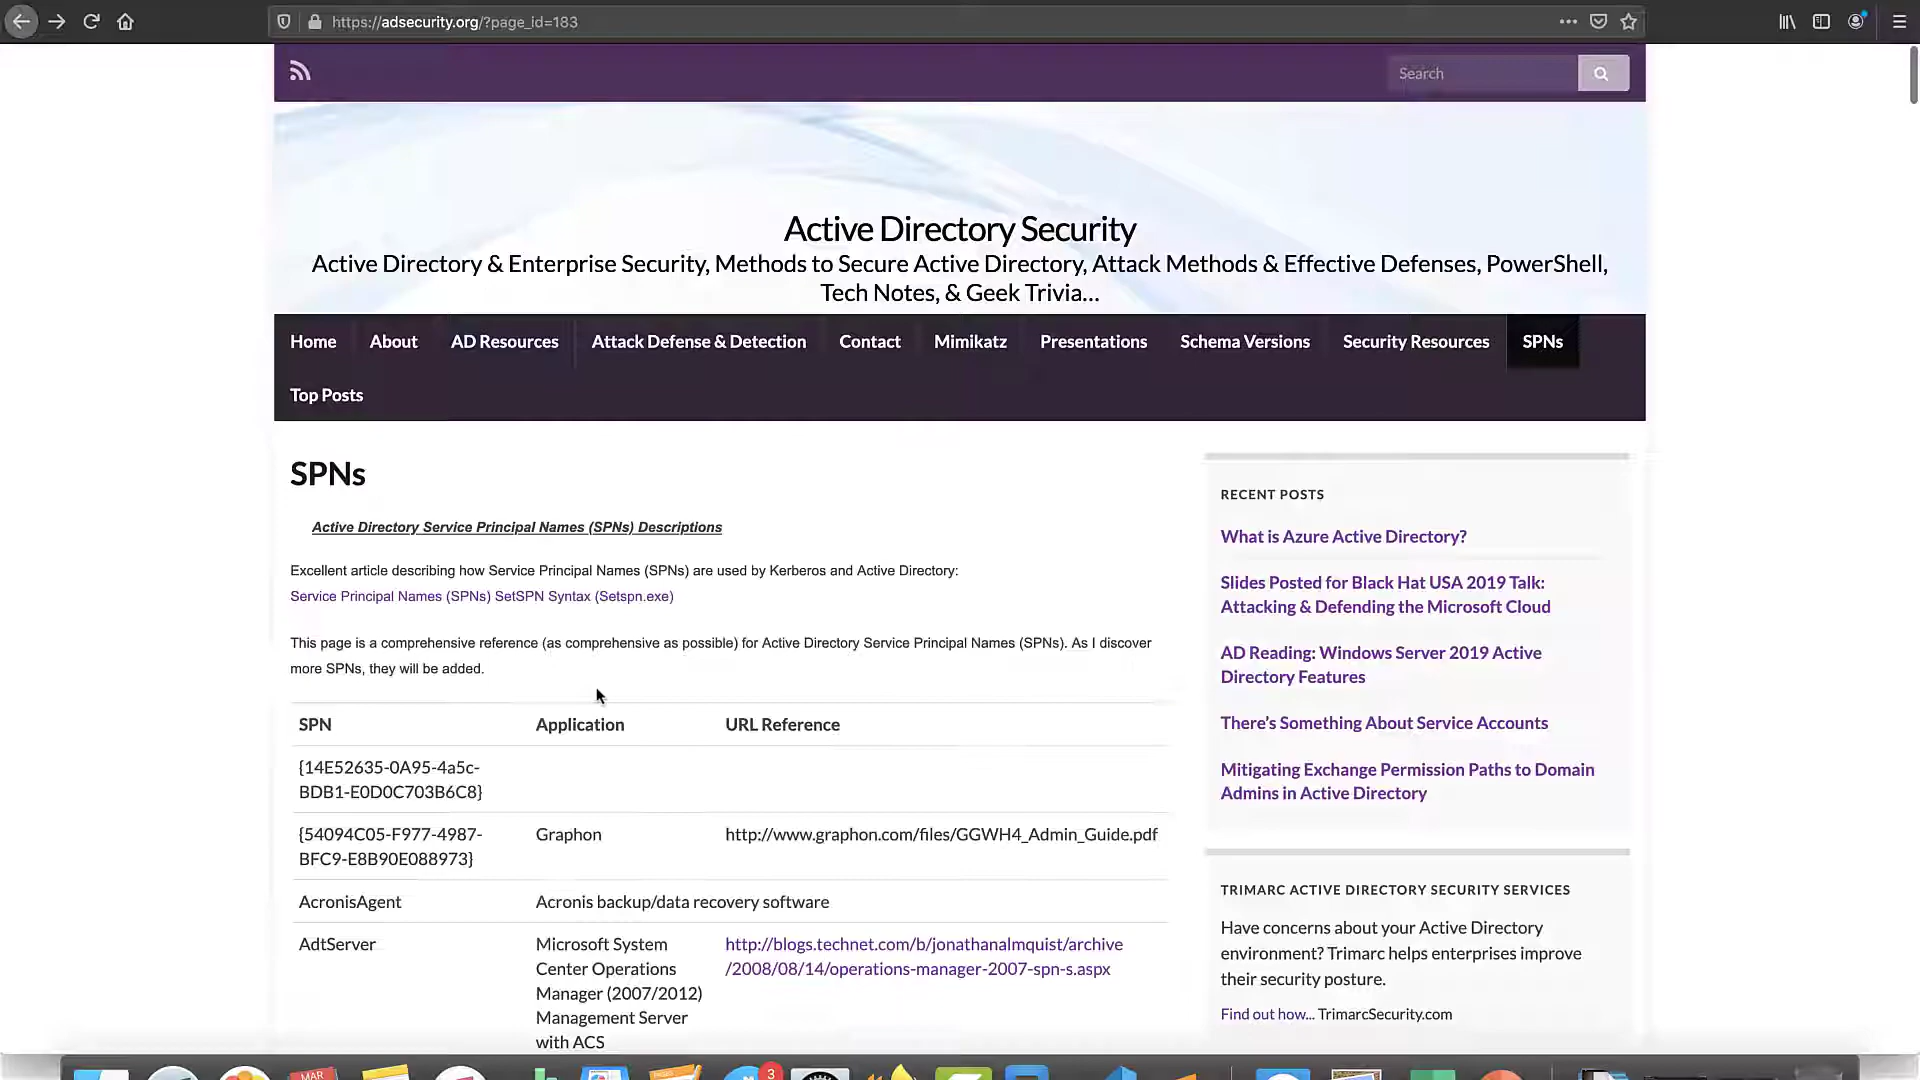 https://adsecurity.org/?page_id=183
Search
Active Directory Security
Active Directory & Enterprise Security, Methods to Secure Active Directory, Attack Methods & Effective Defenses, PowerShell,
Tech Notes, & Geek Trivia...
Home About AD Resources Attack Defense & Detection Contact Mimikatz Presentations Schema Versions Security Resources SPNs
Top Posts
SPNs
Active Directory Service Principal Names (SPNs) Descriptions
Excellent article describing how Service Principal Names (SPNs) are used by Kerberos and Active Directory:
Service Principal Names (SPNs) SetSPN Syntax (Setspn.exe)
This page is a comprehensive reference (as comprehensive as possible) for Active Directory Service Principal Names (SPNs). As I discover
more SPNs, they will be added.
SPN Application URL Reference
{14E52635-0A95-4a5c-
BDB1-E0D0C703B6C8}
{54094C05-F977-4987-
BFC9-E8B90E088973}
Graphon
http://www.graphon.com/files/GGWH4_Admin_Guide.pdf
AcronisAgent
Acronis backup/data recovery software
AdtServer
Microsoft System
Center Operations
Manager (2007/2012)
Management Server
with ACS
http://blogs.technet.com/b/jonathanalmquist/archive
/2008/08/14/operations-manager-2007-spn-s.aspx
RECENT POSTS
What is Azure Active Directory?
Slides Posted for Black Hat USA 2019 Talk:
Attacking & Defending the Microsoft Cloud
AD Reading: Windows Server 2019 Active
Directory Features
There's Something About Service Accounts
Mitigating Exchange Permission Paths to Domain
Admins in Active Directory
TRIMARC ACTIVE DIRECTORY SECURITY SERVICES
Have concerns about your Active Directory
environment? Trimarc helps enterprises improve
their security posture.
Find out how... TrimarcSecurity.com
MAR
3